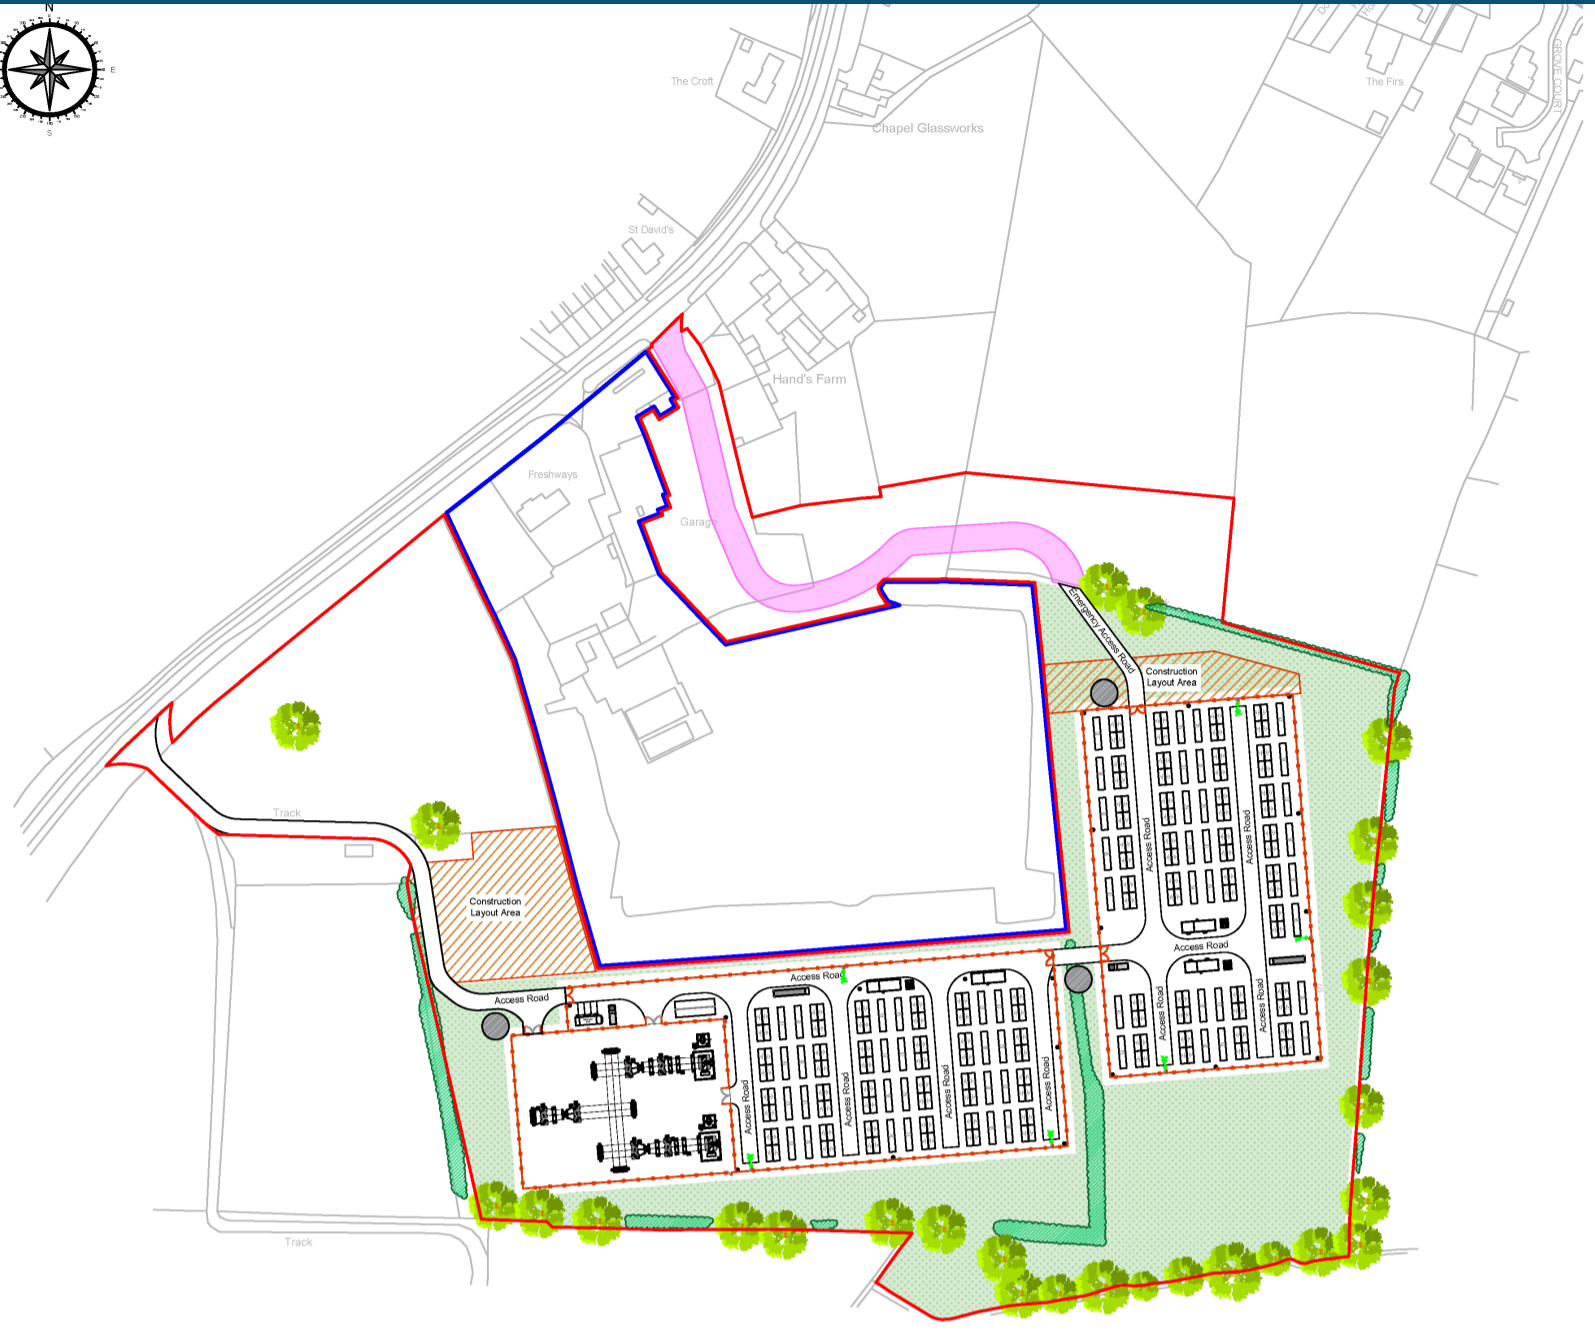 N
E
S
The Croft
Chapel Glassworks
The Firs
GROVE COURT
St David's
Hand's Farm
Freshways
Garage
Emergency Access Road
Construction
Layout Area
Track
Construction
Layout Area
Access Road
Access Road
Access Road
Access Road
Access Road
Access Road
Access Road
Access Road
Access Road
Access Road
Access Road
Track